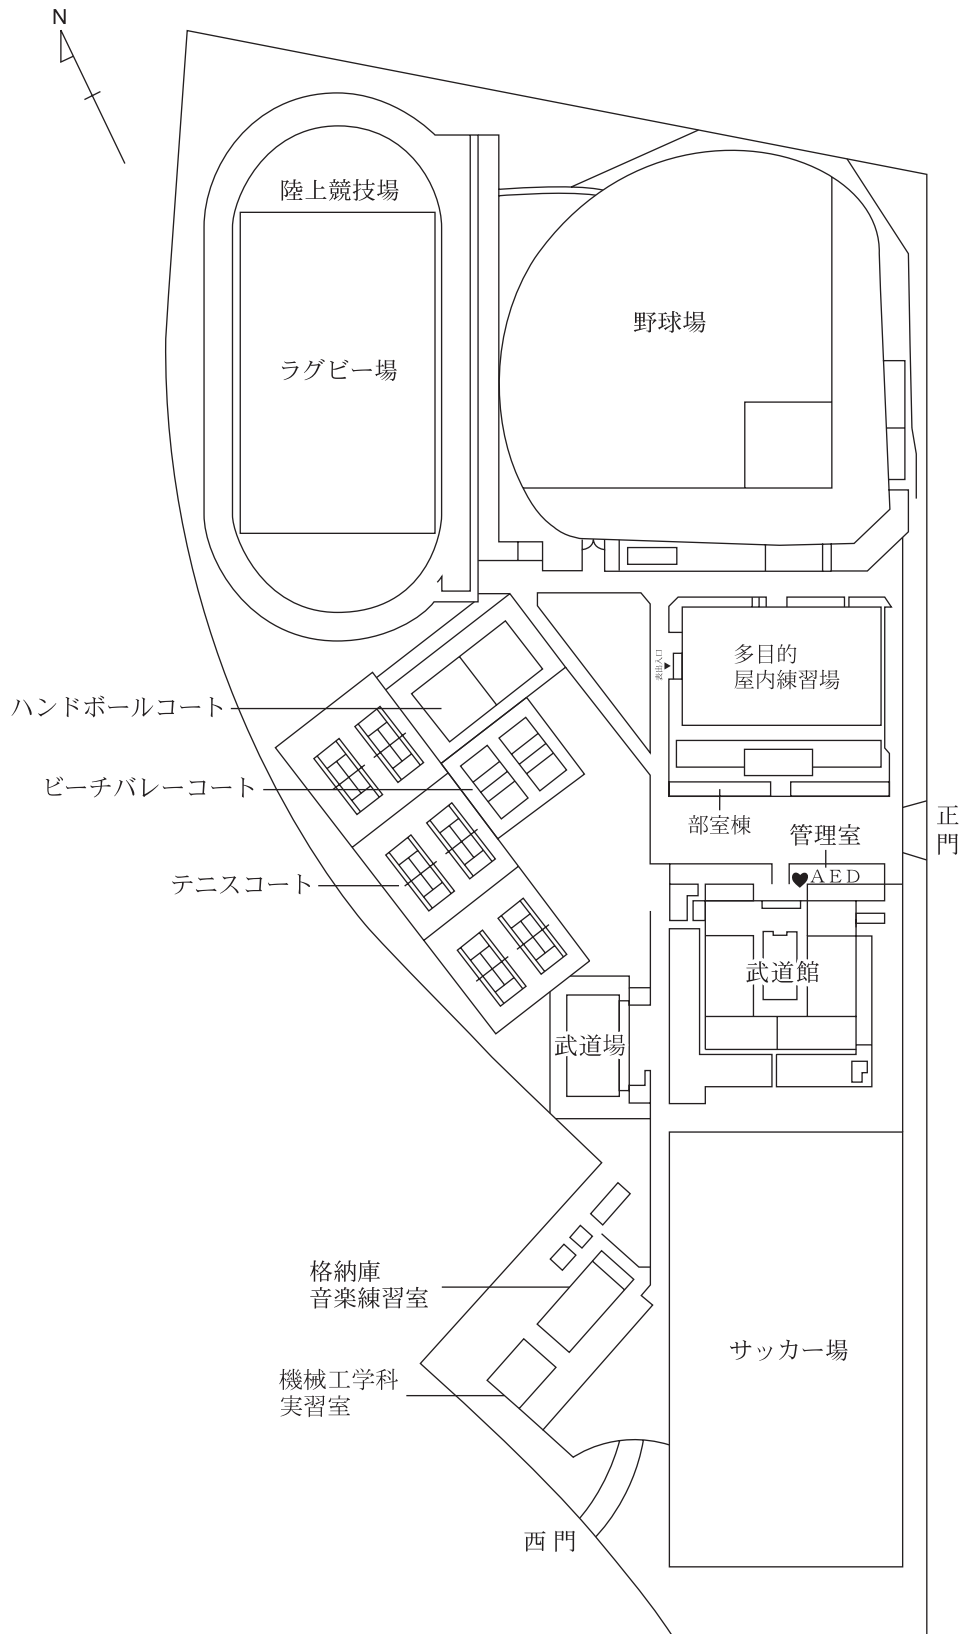 N
陸上競技場
野球場
ラグビー場
多目的
屋内練習場
ハンドボールコート
ビーチバレーコート
部室棟
管理室
正門
テニスコート
AED
武道館
武道場
格納庫
音楽練習室
サッカー場
機械工学科
実習室
西門